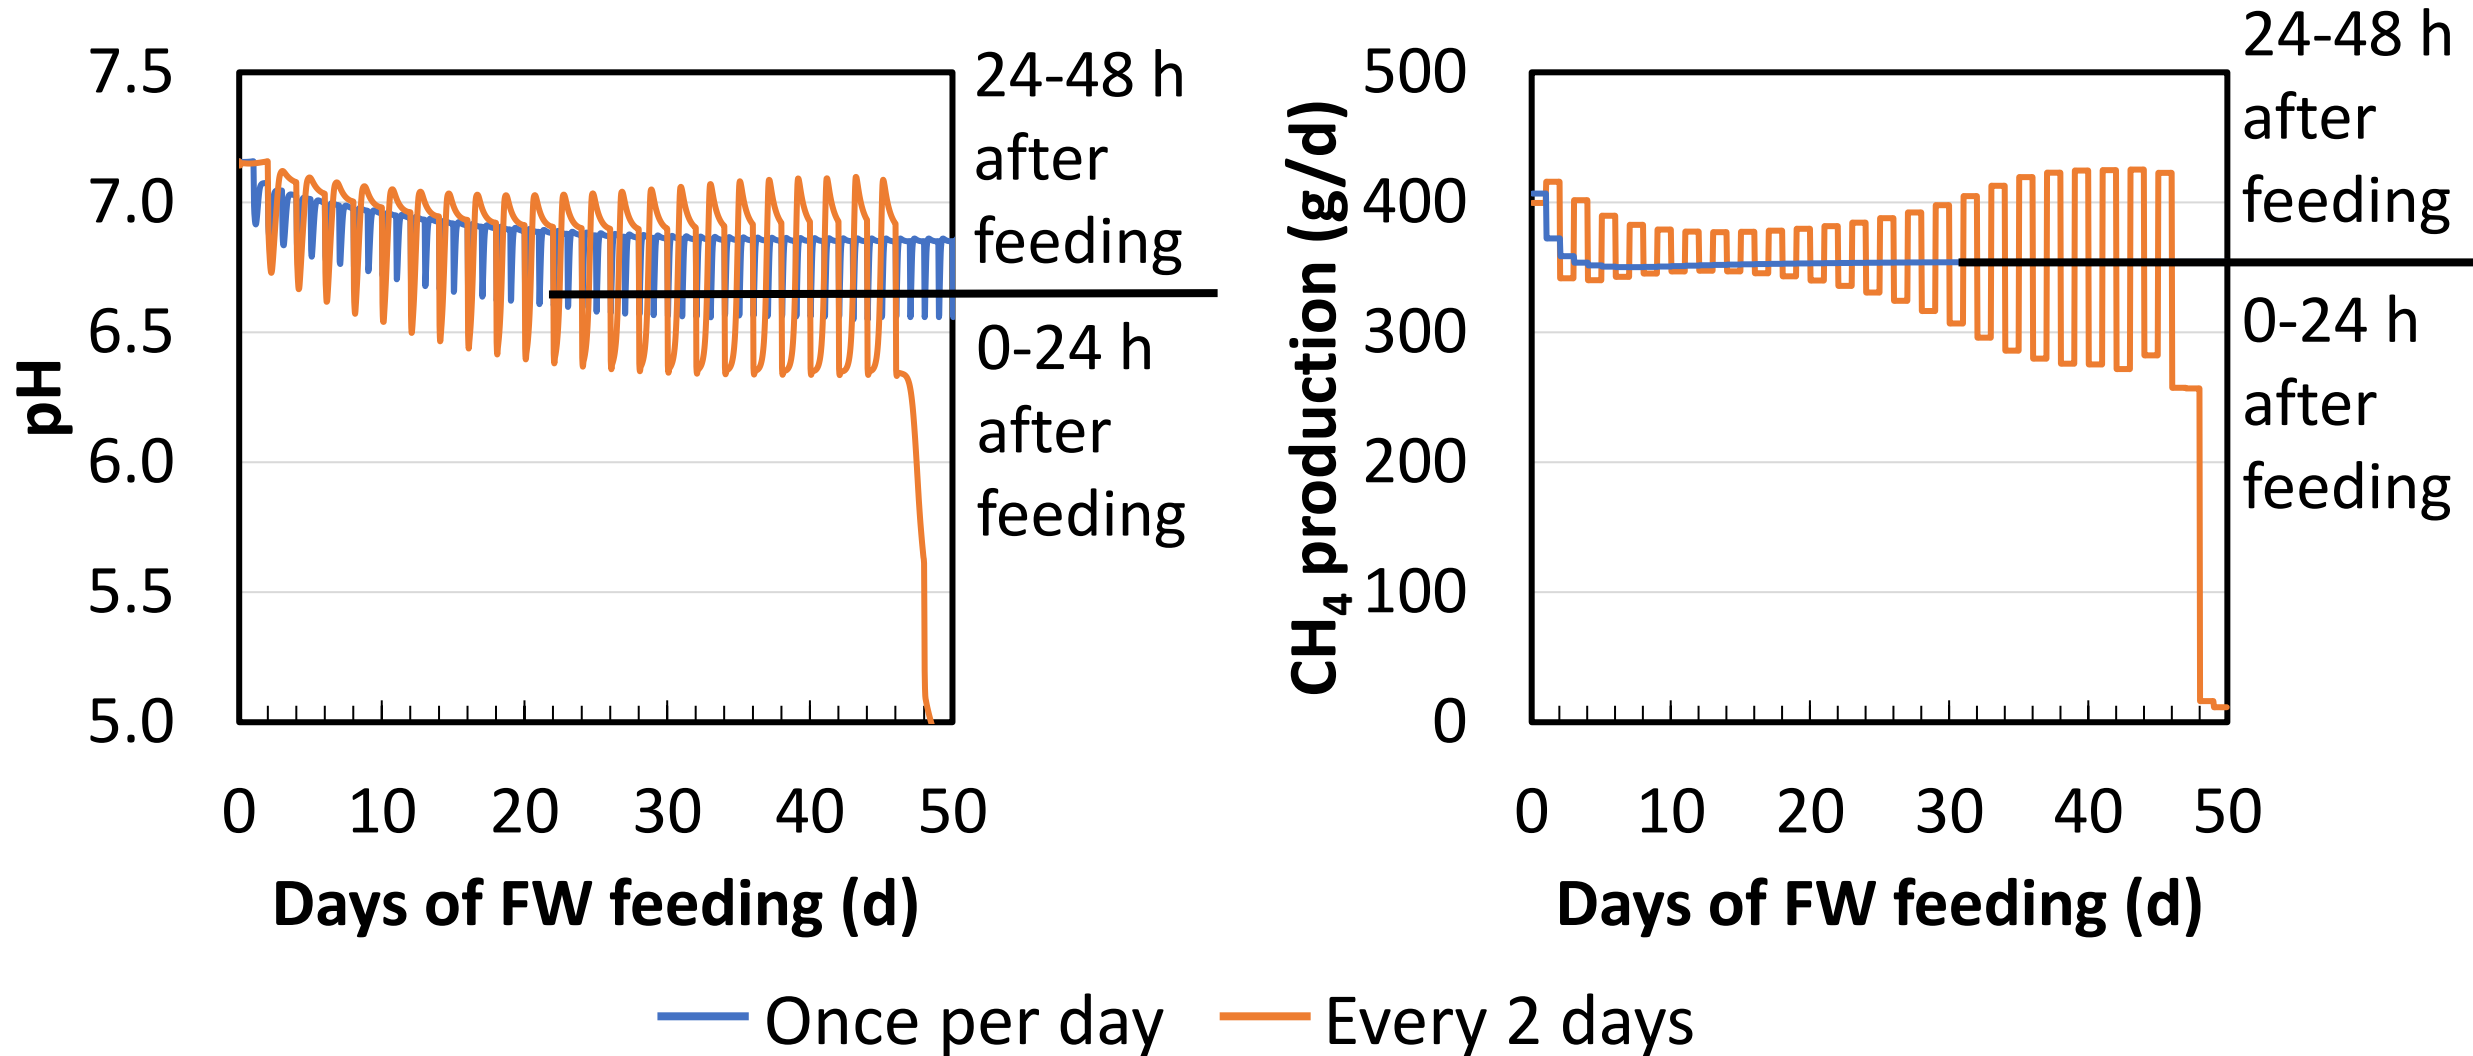 7.5
7.0
6.5
6.0
5.5
5.0
pH
0 10 20 30 40 50
Days of FW feeding (d)
24-48 h
after
feeding
0-24 h
after
feeding
500
400
300
200
100
0
CH₄ production (g/d)
0 10 20 30 40 50
Days of FW feeding (d)
24-48 h
after
feeding
0-24 h
after
feeding
Once per day Every 2 days